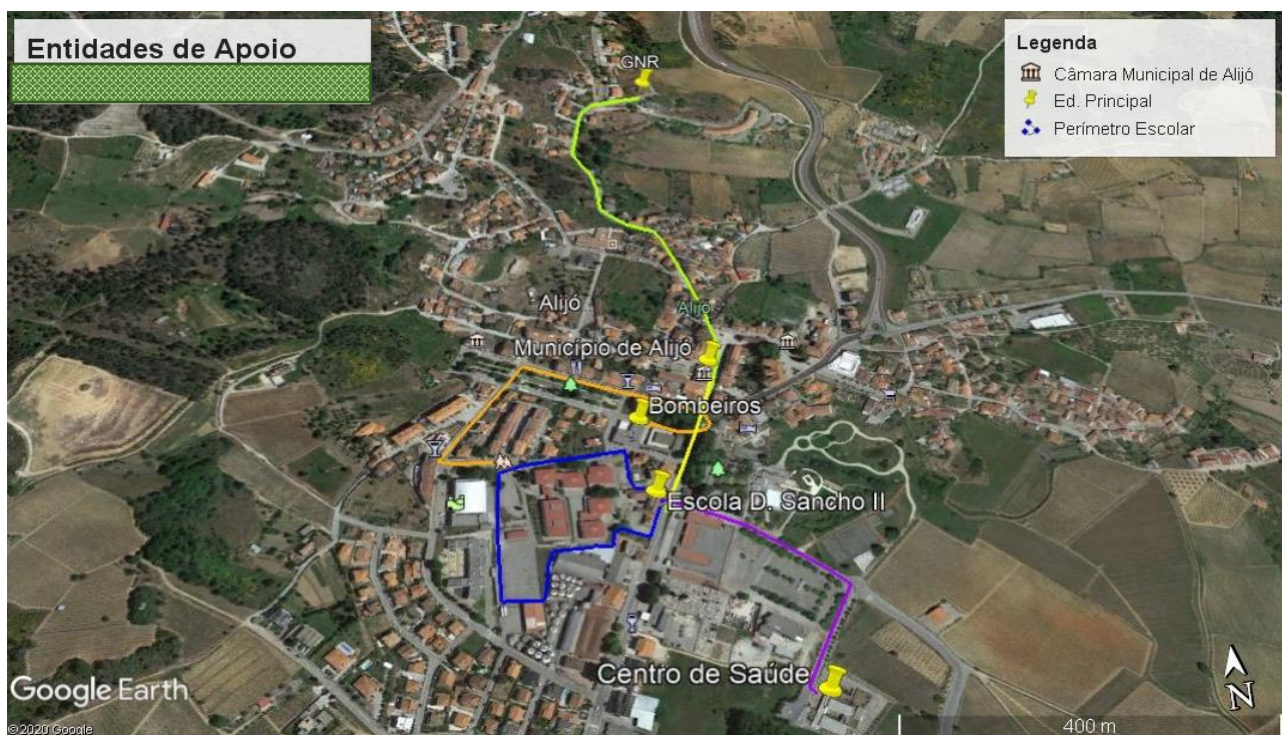 Entidades de Apoio
Legenda
Câmara Municipal de Alijó
Ed. Principal
Perímetro Escolar
GNR
Alijó
Alijó
Município de Alijó
Bombeiros
Escola D. Sancho II
Centro de Saúde
Google Earth
N
© 2020 Google
400 m